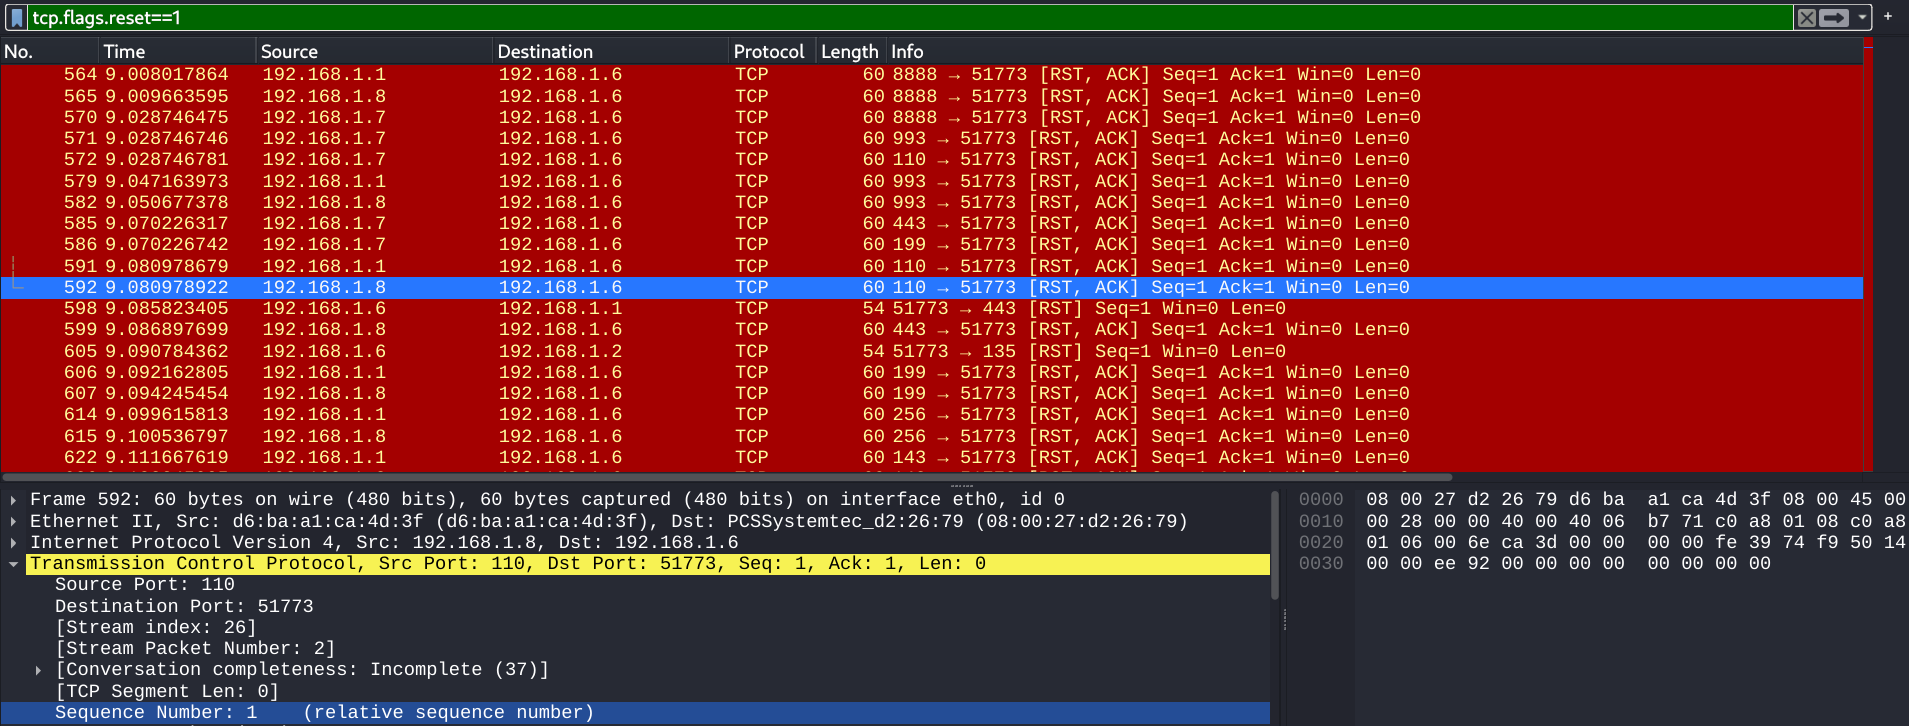 tcp.flags.reset==1
+
No. Time Source Destination Protocol Length Info
564 9.008017864 192.168.1.1 192.168.1.6 TCP 60 8888 → 51773 [RST, ACK] Seq=1 Ack=1 Win=0 Len=0
565 9.009663595 192.168.1.8 192.168.1.6 TCP 60 8888 → 51773 [RST, ACK] Seq=1 Ack=1 Win=0 Len=0
570 9.028746475 192.168.1.7 192.168.1.6 TCP 60 8888 → 51773 [RST, ACK] Seq=1 Ack=1 Win=0 Len=0
571 9.028746746 192.168.1.7 192.168.1.6 TCP 60 993 → 51773 [RST, ACK] Seq=1 Ack=1 Win=0 Len=0
572 9.028746781 192.168.1.7 192.168.1.6 TCP 60 110 → 51773 [RST, ACK] Seq=1 Ack=1 Win=0 Len=0
579 9.047163973 192.168.1.1 192.168.1.6 TCP 60 993 → 51773 [RST, ACK] Seq=1 Ack=1 Win=0 Len=0
582 9.050677378 192.168.1.8 192.168.1.6 TCP 60 993 → 51773 [RST, ACK] Seq=1 Ack=1 Win=0 Len=0
585 9.070226317 192.168.1.7 192.168.1.6 TCP 60 443 → 51773 [RST, ACK] Seq=1 Ack=1 Win=0 Len=0
586 9.070226742 192.168.1.7 192.168.1.6 TCP 60 199 → 51773 [RST, ACK] Seq=1 Ack=1 Win=0 Len=0
591 9.080978679 192.168.1.1 192.168.1.6 TCP 60 110 → 51773 [RST, ACK] Seq=1 Ack=1 Win=0 Len=0
592 9.080978922 192.168.1.8 192.168.1.6 TCP 60 110 → 51773 [RST, ACK] Seq=1 Ack=1 Win=0 Len=0
598 9.085823405 192.168.1.6 192.168.1.1 TCP 54 51773 → 443 [RST] Seq=1 Win=0 Len=0
599 9.086897699 192.168.1.8 192.168.1.6 TCP 60 443 → 51773 [RST, ACK] Seq=1 Ack=1 Win=0 Len=0
605 9.090784362 192.168.1.6 192.168.1.2 TCP 54 51773 → 135 [RST] Seq=1 Win=0 Len=0
606 9.092162805 192.168.1.1 192.168.1.6 TCP 60 199 → 51773 [RST, ACK] Seq=1 Ack=1 Win=0 Len=0
607 9.094245454 192.168.1.8 192.168.1.6 TCP 60 199 → 51773 [RST, ACK] Seq=1 Ack=1 Win=0 Len=0
614 9.099615813 192.168.1.1 192.168.1.6 TCP 60 256 → 51773 [RST, ACK] Seq=1 Ack=1 Win=0 Len=0
615 9.100536797 192.168.1.8 192.168.1.6 TCP 60 256 → 51773 [RST, ACK] Seq=1 Ack=1 Win=0 Len=0
622 9.111667619 192.168.1.1 192.168.1.6 TCP 60 143 → 51773 [RST, ACK] Seq=1 Ack=1 Win=0 Len=0
Frame 592: 60 bytes on wire (480 bits), 60 bytes captured (480 bits) on interface eth0, id 0
Ethernet II, Src: d6:ba:a1:ca:4d:3f (d6:ba:a1:ca:4d:3f), Dst: PCSSystemtec_d2:26:79 (08:00:27:d2:26:79)
Internet Protocol Version 4, Src: 192.168.1.8, Dst: 192.168.1.6
Transmission Control Protocol, Src Port: 110, Dst Port: 51773, Seq: 1, Ack: 1, Len: 0
Source Port: 110
Destination Port: 51773
[Stream index: 26]
[Stream Packet Number: 2]
[Conversation completeness: Incomplete (37)]
[TCP Segment Len: 0]
Sequence Number: 1 (relative sequence number)
0000 08 00 27 d2 26 79 d6 ba a1 ca 4d 3f 08 00 45 00
0010 00 28 00 00 40 00 40 06 b7 71 c0 a8 01 08 c0 a8
0020 01 06 00 6e ca 3d 00 00 00 00 fe 39 74 f9 50 14
0030 00 00 ee 92 00 00 00 00 00 00 00 00